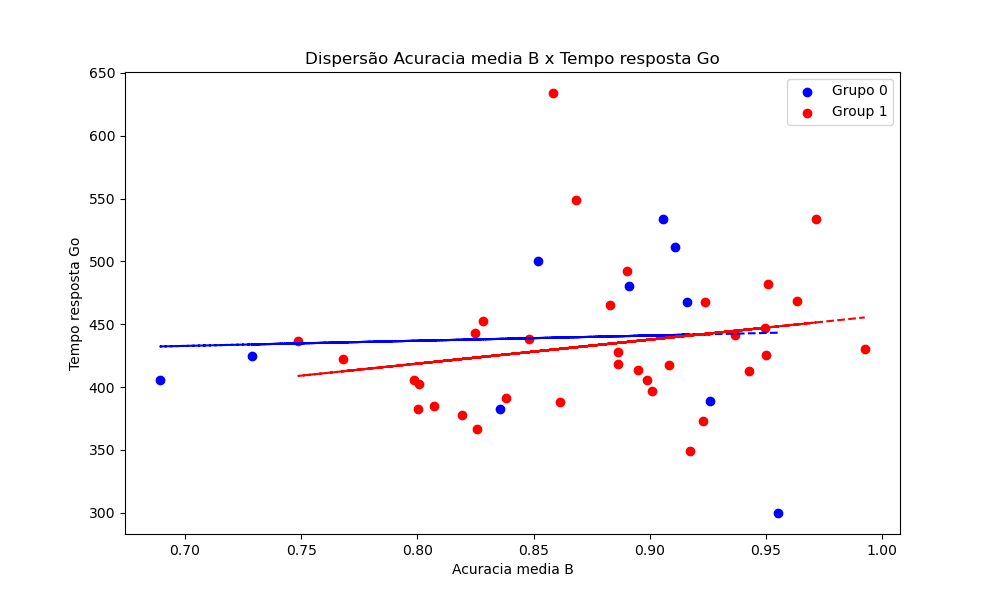 Dispersão Acuracia media B x Tempo resposta Go
Grupo 0
Group 1
Tempo resposta Go
650
600
550
500
450
400
350
300
0.70 0.75 0.80 0.85 0.90 0.95 1.00
Acuracia media B